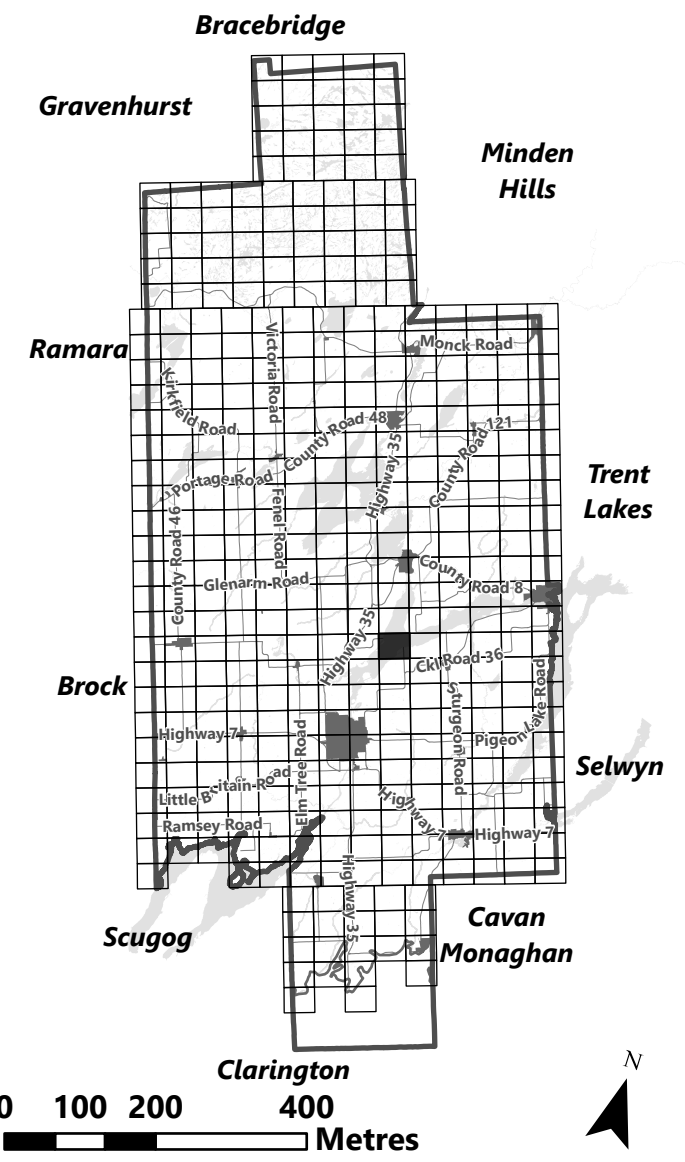 Bracebridge
Gravenhurst
Minden
Hills
Ramara
Monck Road
Victoria Road
Kirkfield Road
County Road 48
Highway 35
County Road 121
Portage Road
Trent
Lakes
Fenel Road
County Road 46
Glenarm Road
County Road 8
Highway 35
Ckl Road 36
Brock
Sturgeon Road
Pigeon Lake Road
Highway 7
Elm Tree Road
Selwyn
Little Britain Road
Highway 7
Highway 7
Ramsey Road
Highway 35
Scugog
Cavan
Monaghan
Clarington
N
0 100 200 400
Metres